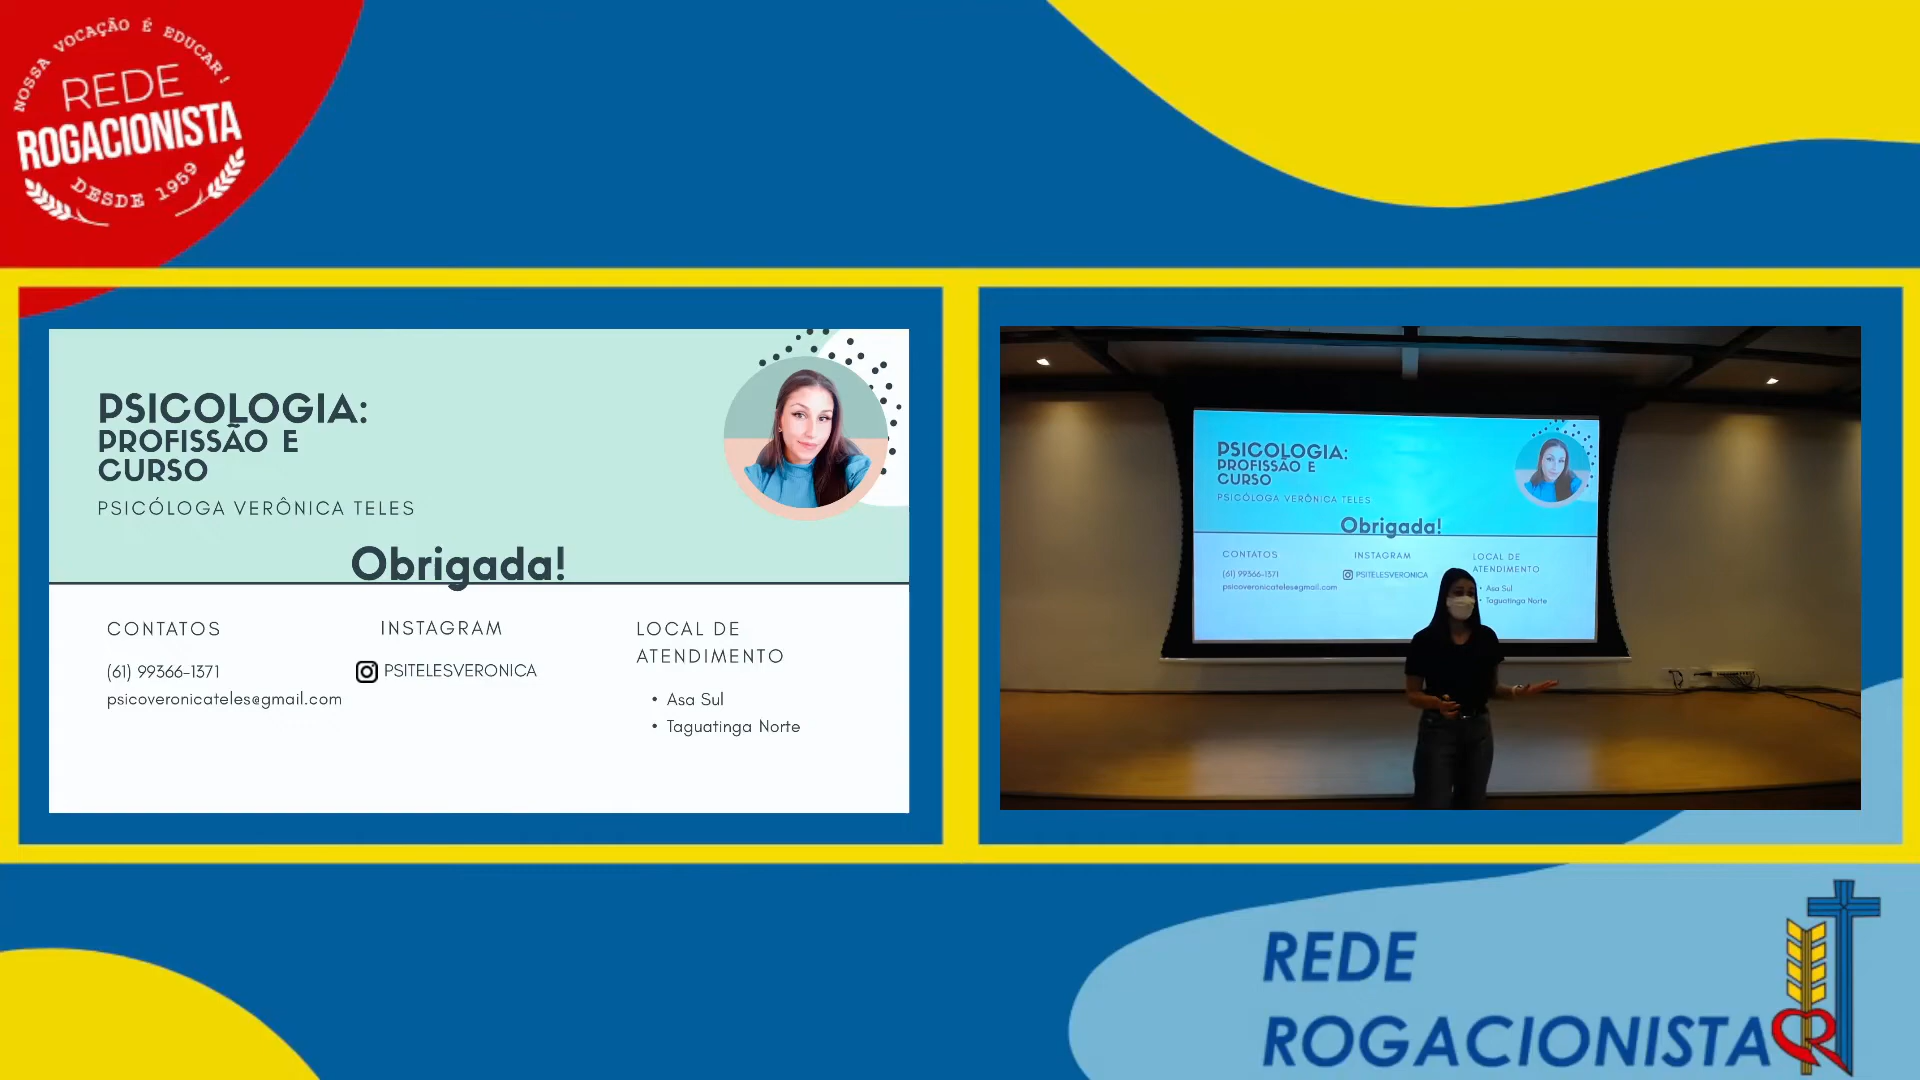 NOSSA VOCAÇÃO É EDUCAR!
REDE
ROGACIONISTA
DESDE 1959
PSICOLOGIA:
PROFISSÃO E
CURSO
PSICÓLOGA VERÔNICA TELES
Obrigada!
CONTATOS
(61) 99366-1371
psicoveronicateles@gmail.com
INSTAGRAM
PSITELESVERONICA
LOCAL DE
ATENDIMENTO
• Asa Sul
• Taguatinga Norte
PSICOLOGIA:
PROFISSÃO E
CURSO
PSICÓLOGA VERÔNICA TELES
Obrigada!
CONTATOS
(61) 99366-1371
psicoveronicateles@gmail.com
INSTAGRAM
PSITELESVERONICA
LOCAL DE
ATENDIMENTO
• Asa Sul
• Taguatinga Norte
REDE
ROGACIONISTA